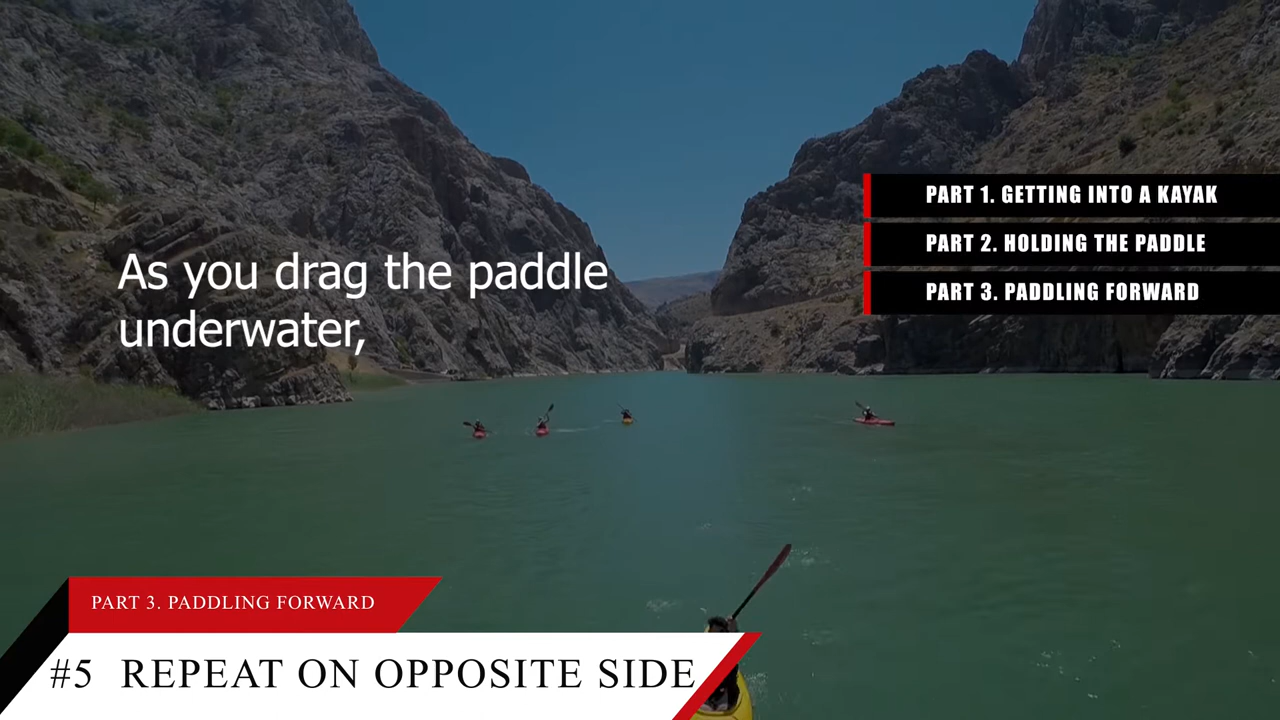 PART 1. GETTING INTO A KAYAK
PART 2. HOLDING THE PADDLE
PART 3. PADDLING FORWARD
As you drag the paddle
underwater,
PART 3. PADDLING FORWARD
#5 REPEAT ON OPPOSITE SIDE